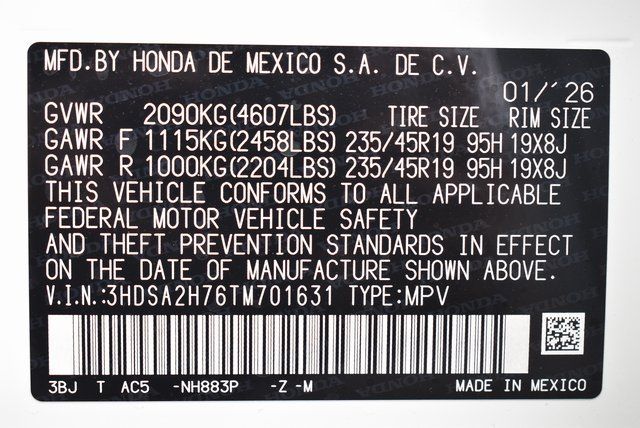 MFD.BY HONDA DE MEXICO S.A. DE C.V.
01/'26
GVWR 2090KG(4607LBS) TIRE SIZE RIM SIZE
GAWR F 1115KG(2458LBS) 235/45R19 95H 19X8J
GAWR R 1000KG(2204LBS) 235/45R19 95H 19X8J
THIS VEHICLE CONFORMS TO ALL APPLICABLE
FEDERAL MOTOR VEHICLE SAFETY
AND THEFT PREVENTION STANDARDS IN EFFECT
ON THE DATE OF MANUFACTURE SHOWN ABOVE.
V.I.N.:3HDSA2H76TM701631 TYPE:MPV
3BJ T AC5 -NH883P -Z -M MADE IN MEXICO